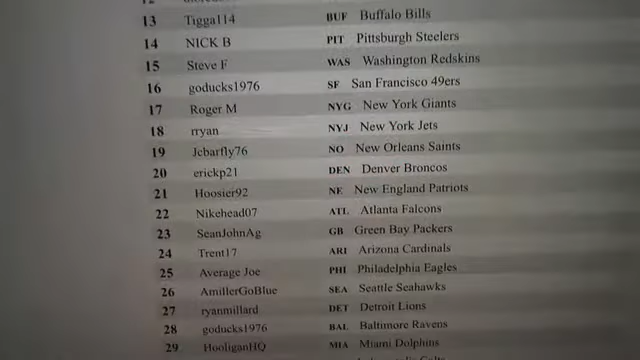 13 Tigga114 BUF Buffalo Bills
14 NICK B PIT Pittsburgh Steelers
15 Steve F WAS Washington Redskins
16 goducks1976 SF San Francisco 49ers
17 Roger M NYG New York Giants
18 rryan NYJ New York Jets
19 Jcbarfly76 NO New Orleans Saints
20 erickp21 DEN Denver Broncos
21 Hoosier92 NE New England Patriots
22 Nikehead07 ATL Atlanta Falcons
23 SeanJohnAg GB Green Bay Packers
24 Trent17 ARI Arizona Cardinals
25 Average Joe PHI Philadelphia Eagles
26 AmillerGoBlue SEA Seattle Seahawks
27 ryanmillard DET Detroit Lions
28 goducks1976 BAL Baltimore Ravens
29 HooliganHQ MIA Miami Dolphins